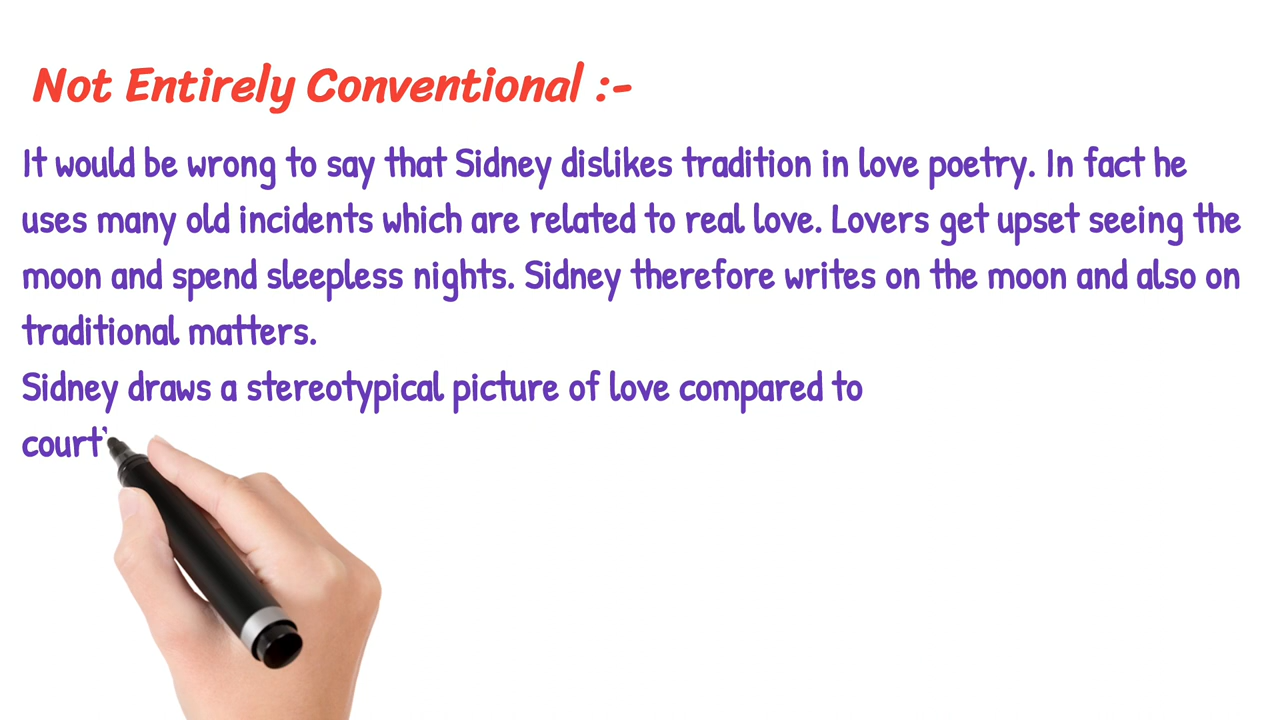 Not Entirely Conventional :-
It would be wrong to say that Sidney dislikes tradition in love poetry. In fact he
uses many old incidents which are related to real love. Lovers get upset seeing the
moon and spend sleepless nights. Sidney therefore writes on the moon and also on
traditional matters.
Sidney draws a stereotypical picture of love compared to